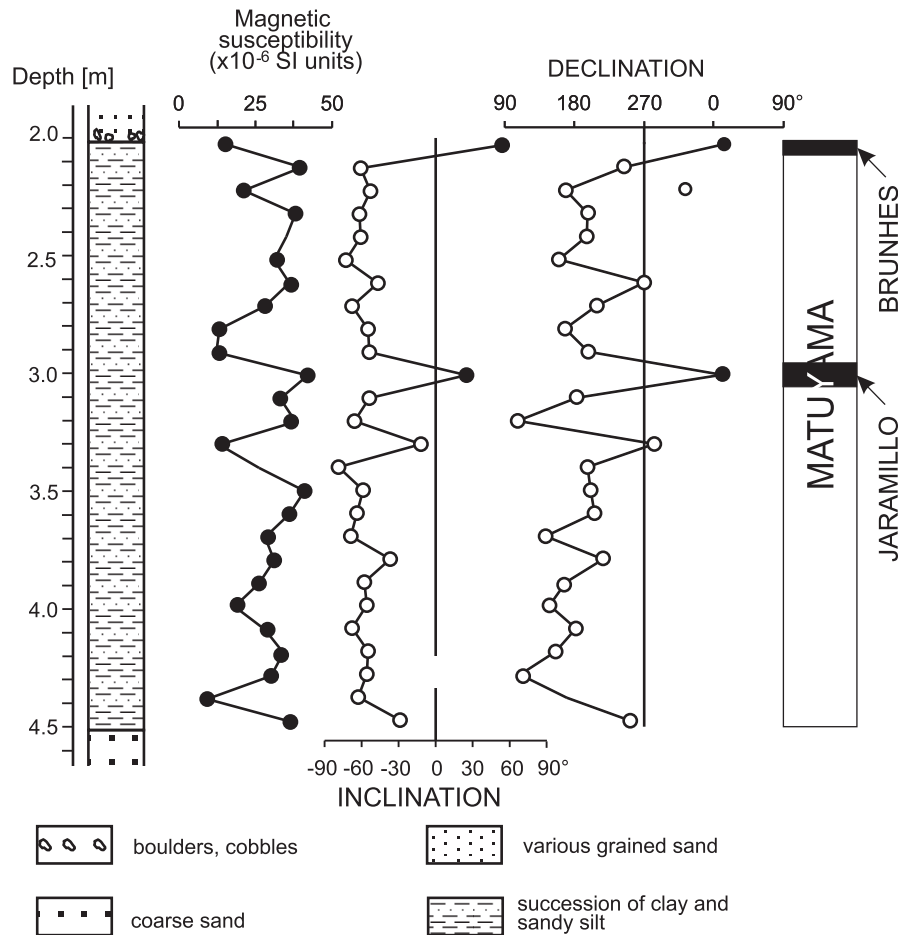 Magnetic
susceptibility
(x10⁻⁶ SI units)
Depth [m]
DECLINATION
0 25 50
90 180 270 0 90°
2.0
2.5
3.0
3.5
4.0
4.5
BRUNHES
MATUYAMA
JARAMILLO
-90 -60 -30 0 30 60 90°
INCLINATION
boulders, cobbles
various grained sand
coarse sand
succession of clay and
sandy silt